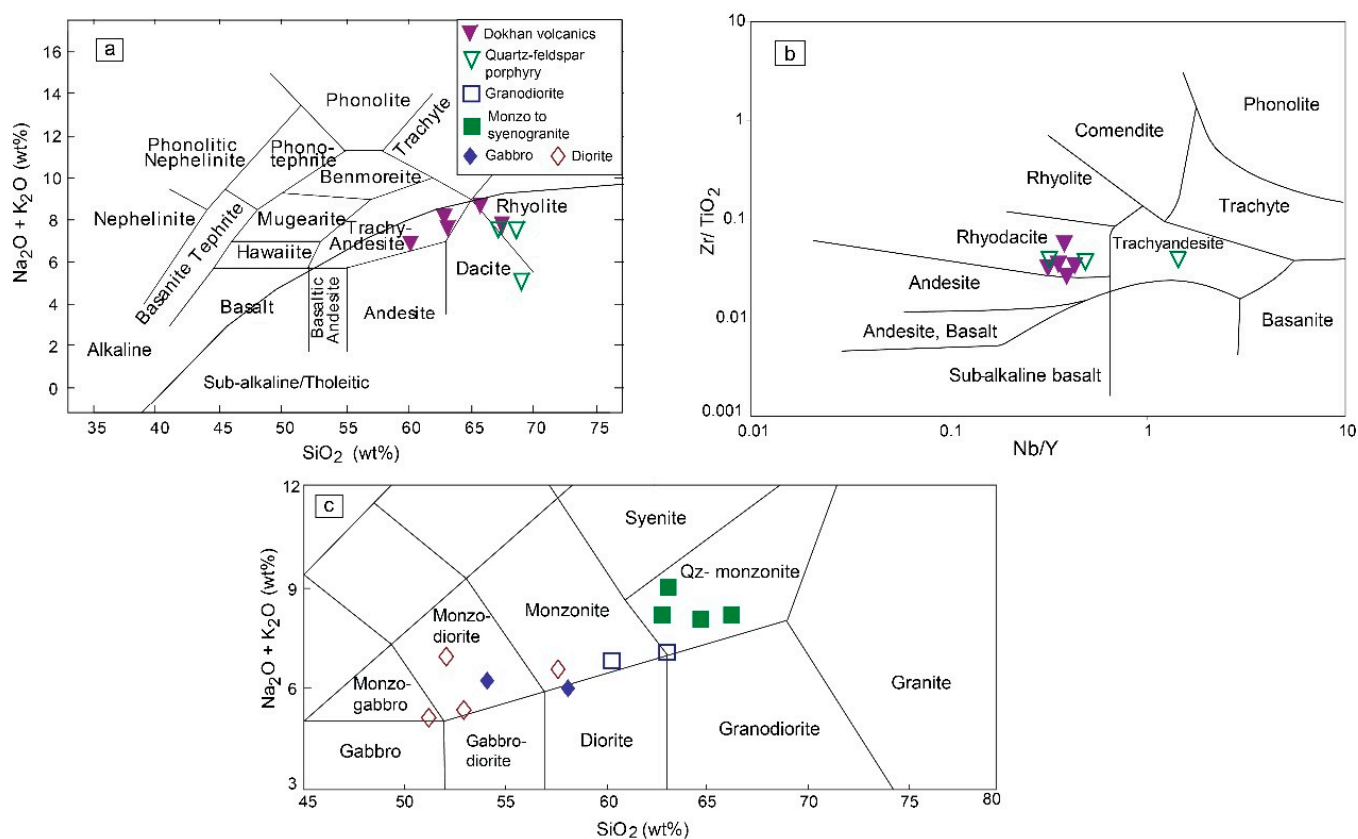 a
Na2O + K2O (wt%)
16
14
12
10
8
6
4
2
0
35
40
45
50
55
60
65
70
75
SiO2 (wt%)
Dokhan volcanics
Quartz-feldspar
porphyry
Granodiorite
Monzo to
syenogranite
Gabbro
Diorite
Phonolite
Trachyte
Phonolitic
Nephelinite
Phono-
tephrite
Benmoreite
Nephelinite
Basanite Tephrite
Mugearite
Trachy-
Andesite
Rhyolite
Hawaiite
Dacite
Basalt
Basaltic
Andesite
Andesite
Alkaline
Sub-alkaline/Tholeitic
b
Zr/ TiO2
10
1
0.1
0.01
0.001
0.01
0.1
1
10
Nb/Y
Phonolite
Comendite
Rhyolite
Trachyte
Rhyodacite
Trachyandesite
Andesite
Andesite, Basalt
Basanite
Sub-alkaline basalt
c
Na2O + K2O (wt%)
12
9
6
3
45
50
55
60
65
70
75
80
SiO2 (wt%)
Syenite
Qz- monzonite
Monzonite
Monzo-
diorite
Monzo-
gabbro
Granite
Gabbro
Gabbro-
diorite
Diorite
Granodiorite